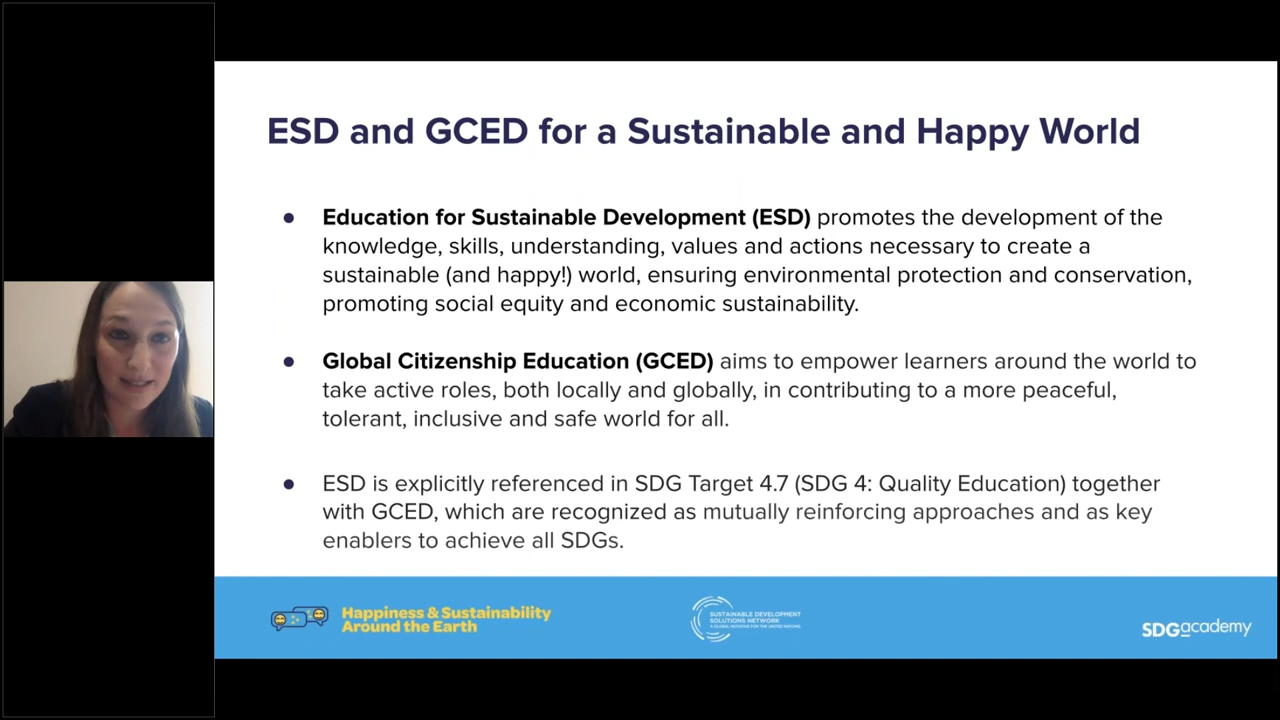 ESD and GCED for a Sustainable and Happy World
● Education for Sustainable Development (ESD) promotes the development of the
knowledge, skills, understanding, values and actions necessary to create a
sustainable (and happy!) world, ensuring environmental protection and conservation,
promoting social equity and economic sustainability.
● Global Citizenship Education (GCED) aims to empower learners around the world to
take active roles, both locally and globally, in contributing to a more peaceful,
tolerant, inclusive and safe world for all.
● ESD is explicitly referenced in SDG Target 4.7 (SDG 4: Quality Education) together
with GCED, which are recognized as mutually reinforcing approaches and as key
enablers to achieve all SDGs.
Happiness & Sustainability
Around the Earth
SUSTAINABLE DEVELOPMENT
SOLUTIONS NETWORK
A GLOBAL INITIATIVE FOR THE UNITED NATIONS
SDGacademy